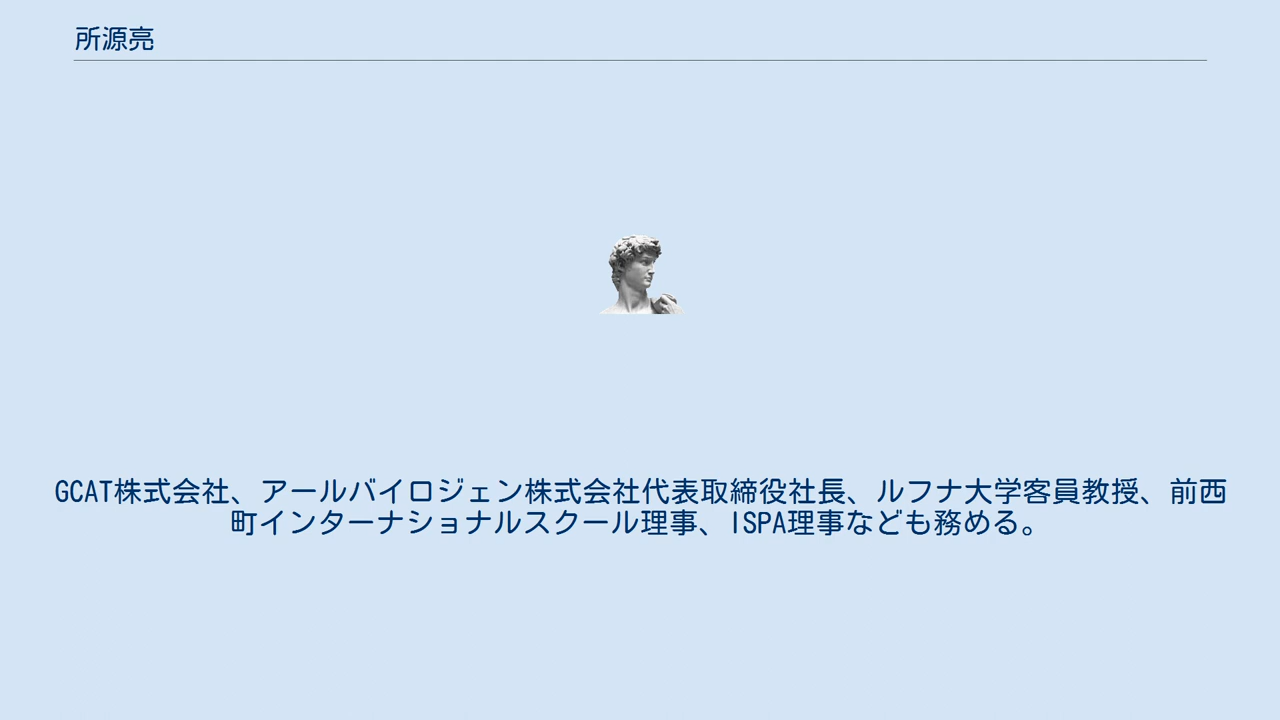 所源亮
GCAT株式会社、アールバイロジェン株式会社代表取締役社長、ルフナ大学客員教授、前西
町インターナショナルスクール理事、ISPA理事なども務める。